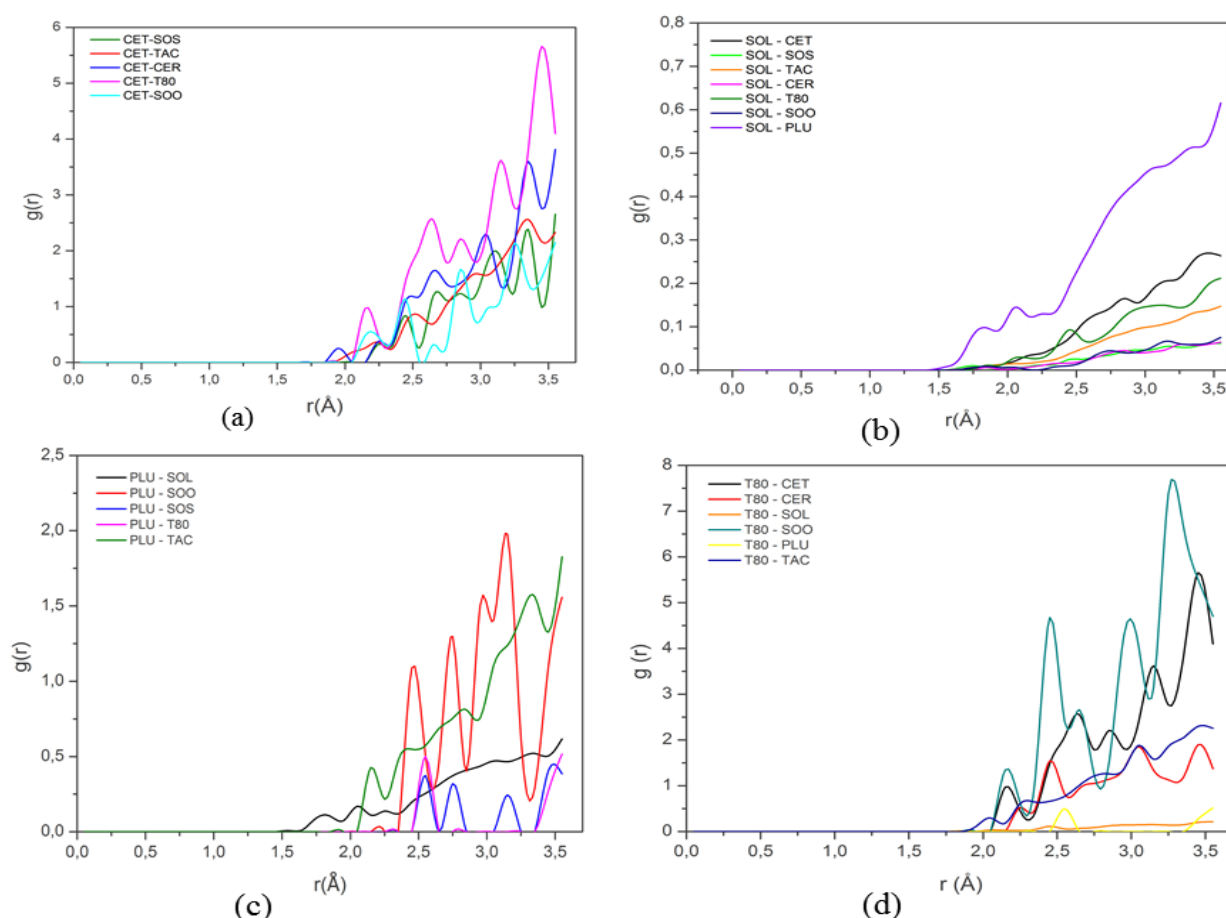 6
5
4
3
2
1
0
g(r)
CET-SOS
CET-TAC
CET-CER
CET-T80
CET-SOO
0,0 0,5 1,0 1,5 2,0 2,5 3,0 3,5
r(Å)
(a)
0,8
0,7
0,6
0,5
0,4
0,3
0,2
0,1
0,0
g(r)
SOL - CET
SOL - SOS
SOL - TAC
SOL - CER
SOL - T80
SOL - SOO
SOL - PLU
0,0 0,5 1,0 1,5 2,0 2,5 3,0 3,5
r(Å)
(b)
2,5
2,0
1,5
1,0
0,5
0,0
g(r)
PLU - SOL
PLU - SOO
PLU - SOS
PLU - T80
PLU - TAC
0,0 0,5 1,0 1,5 2,0 2,5 3,0 3,5
r(Å)
(c)
8
7
6
5
4
3
2
1
0
g (r)
T80 - CET
T80 - CER
T80 - SOL
T80 - SOO
T80 - PLU
T80 - TAC
0,0 0,5 1,0 1,5 2,0 2,5 3,0 3,5
r (Å)
(d)